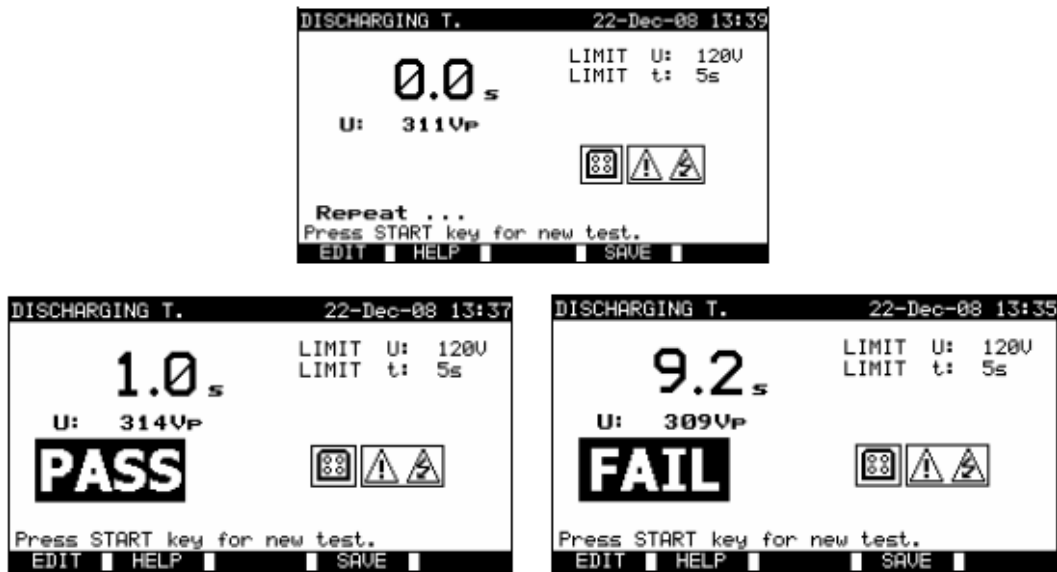 DISCHARGING T. 22-Dec-08 13:39
LIMIT U: 120V
LIMIT t: 5s
0.0 s
U: 311Vp
Repeat ...
Press START key for new test.
EDIT HELP SAVE
DISCHARGING T. 22-Dec-08 13:37
LIMIT U: 120V
LIMIT t: 5s
1.0 s
U: 314Vp
PASS
Press START key for new test.
EDIT HELP SAVE
DISCHARGING T. 22-Dec-08 13:35
LIMIT U: 120V
LIMIT t: 5s
9.2 s
U: 309Vp
FAIL
Press START key for new test.
EDIT HELP SAVE